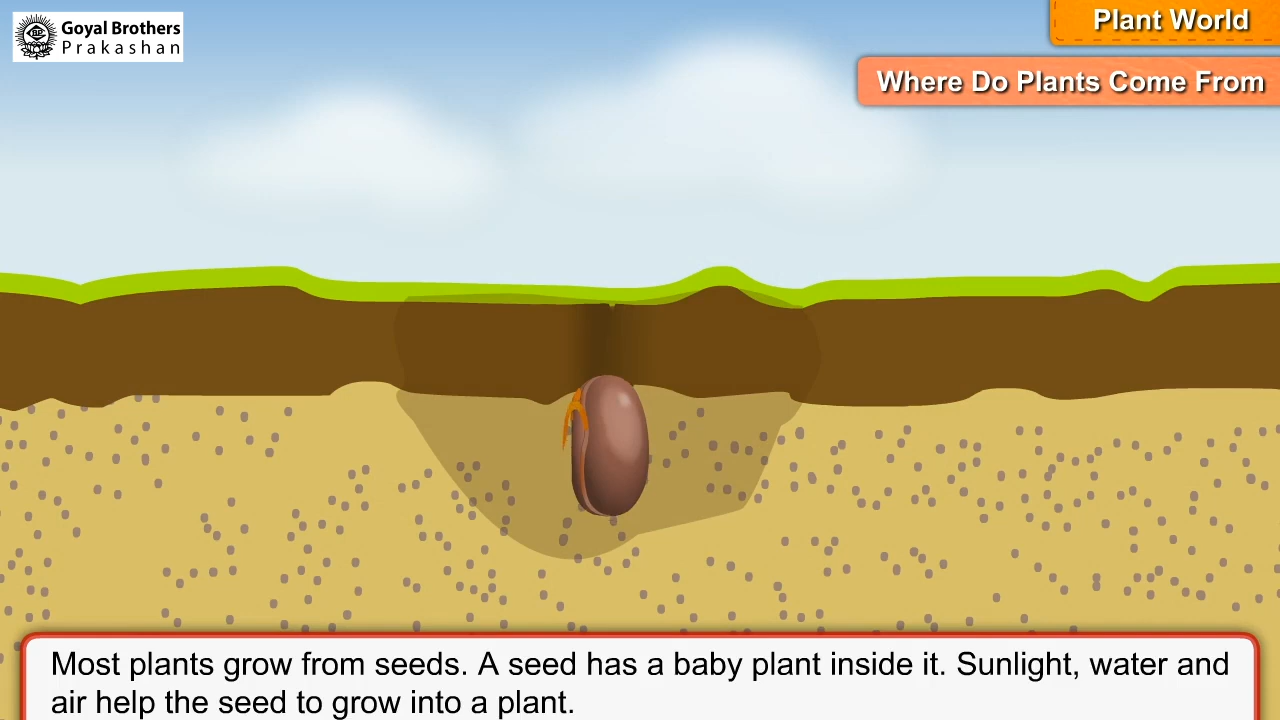 Goyal Brothers
Prakashan
Plant World
Where Do Plants Come From
Most plants grow from seeds. A seed has a baby plant inside it. Sunlight, water and
air help the seed to grow into a plant.